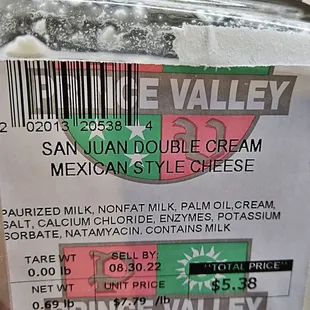 VALLEY
2 02013 20538 4
SAN JUAN DOUBLE CREAM
MEXICAN STYLE CHEESE
PAURIZED MILK, NONFAT MILK, PALM OIL,CREAM,
SALT, CALCIUM CHLORIDE, ENZYMES, POTASSIUM
SORBATE, NATAMYACIN. CONTAINS MILK
TARE WT SELL BY:
0.00 lb 08.30.22 **TOTAL PRICE**
NET WT UNIT PRICE $5.38
0.69 lb $7.79 /lb
VALLEY